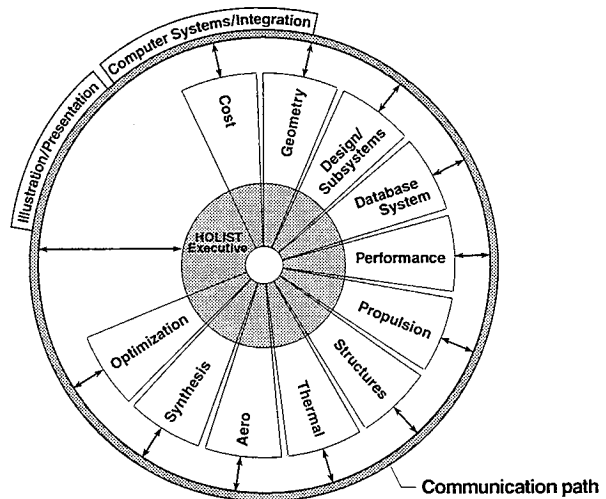 Computer Systems/Integration
Illustration/Presentation
Cost
Geometry
Design/
Subsystems
Database
System
Performance
Propulsion
Structures
Thermal
Aero
Synthesis
Optimization
HOLIST
Executive
Communication path